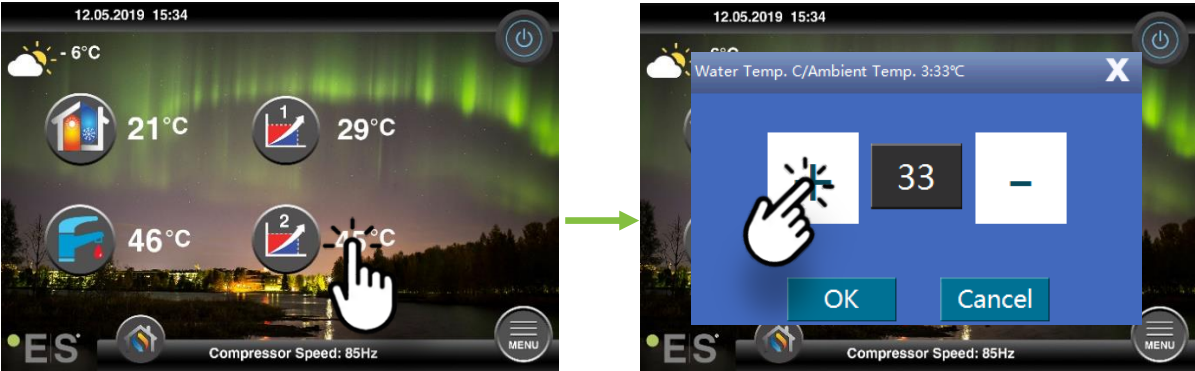 12.05.2019 15:34
- 6°C
21°C
1
29°C
46°C
2
45°C
•ES
Compressor Speed: 85Hz
MENU
12.05.2019 15:34
Water Temp. C/Ambient Temp. 3:33℃
X
+
33
-
OK
Cancel
•ES
Compressor Speed: 85Hz
MENU